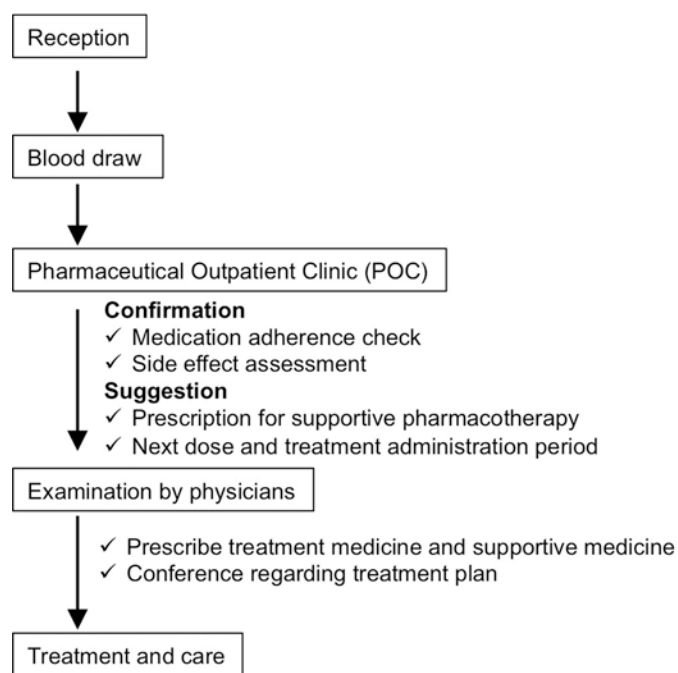 Reception
Blood draw
Pharmaceutical Outpatient Clinic (POC)
Confirmation
✓ Medication adherence check
✓ Side effect assessment
Suggestion
✓ Prescription for supportive pharmacotherapy
✓ Next dose and treatment administration period
Examination by physicians
✓ Prescribe treatment medicine and supportive medicine
✓ Conference regarding treatment plan
Treatment and care